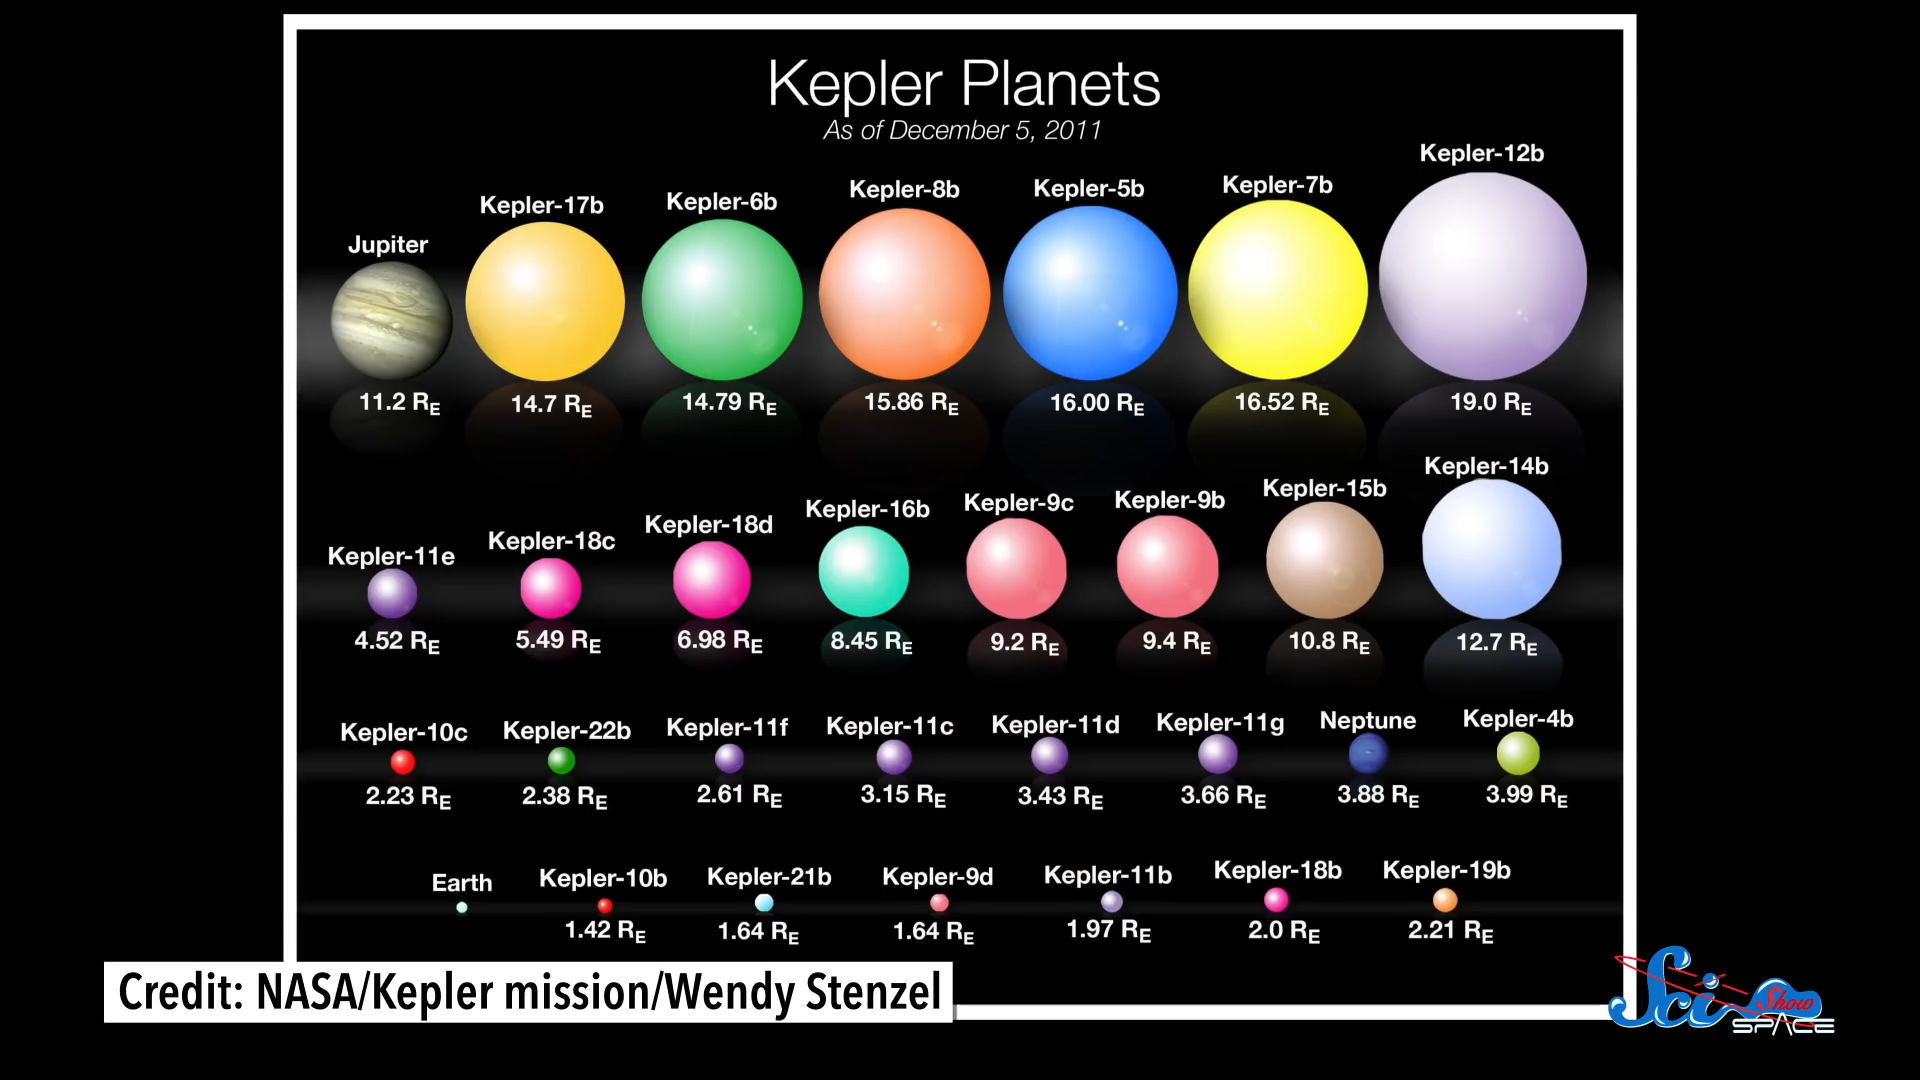 Kepler Planets
As of December 5, 2011
Jupiter
Kepler-17b
Kepler-6b
Kepler-8b
Kepler-5b
Kepler-7b
Kepler-12b
11.2 RE
14.7 RE
14.79 RE
15.86 RE
16.00 RE
16.52 RE
19.0 RE
Kepler-11e
Kepler-18c
Kepler-18d
Kepler-16b
Kepler-9c
Kepler-9b
Kepler-15b
Kepler-14b
4.52 RE
5.49 RE
6.98 RE
8.45 RE
9.2 RE
9.4 RE
10.8 RE
12.7 RE
Kepler-10c
Kepler-22b
Kepler-11f
Kepler-11c
Kepler-11d
Kepler-11g
Neptune
Kepler-4b
2.23 RE
2.38 RE
2.61 RE
3.15 RE
3.43 RE
3.66 RE
3.88 RE
3.99 RE
Earth
Kepler-10b
Kepler-21b
Kepler-9d
Kepler-11b
Kepler-18b
Kepler-19b
1.42 RE
1.64 RE
1.64 RE
1.97 RE
2.0 RE
2.21 RE
Credit: NASA/Kepler mission/Wendy Stenzel
Sci Show
SPACE